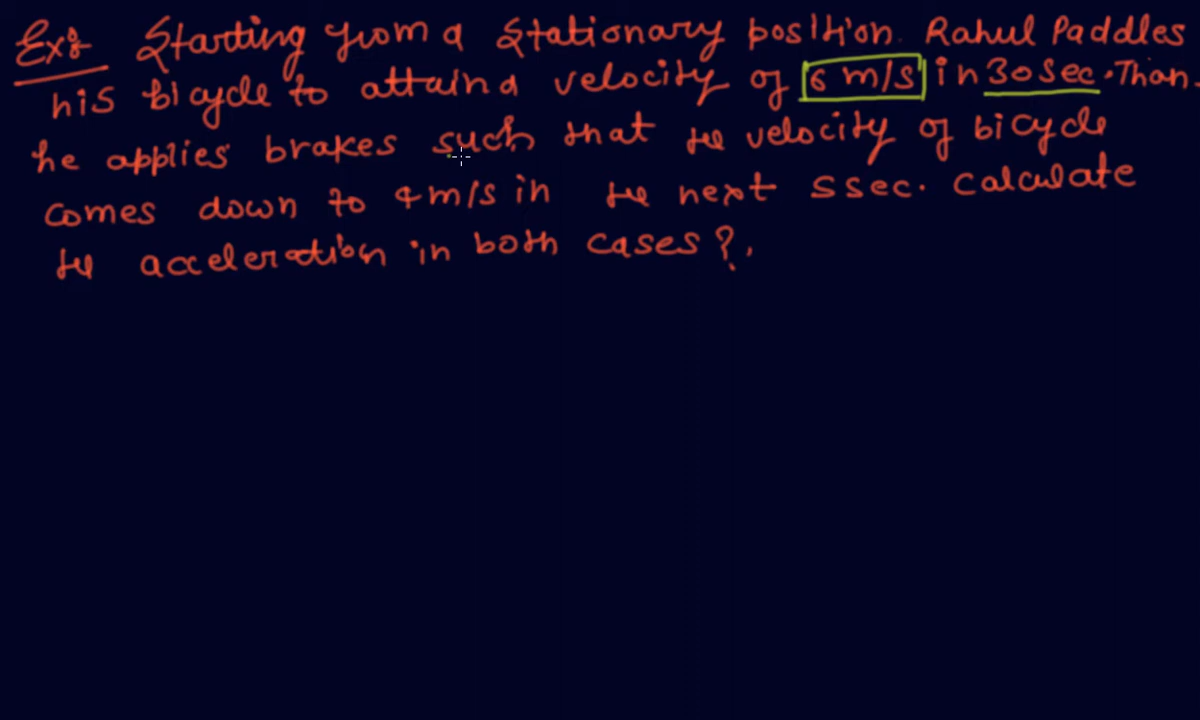 Ex: Starting from a stationary position. Rahul Paddles
his bicycle to attain a velocity of 6 m/s in 30 sec. Than
he applies brakes such that the velocity of bicycle
comes down to 4 m/s in the next 5 sec. Calculate
the acceleration in both cases?.